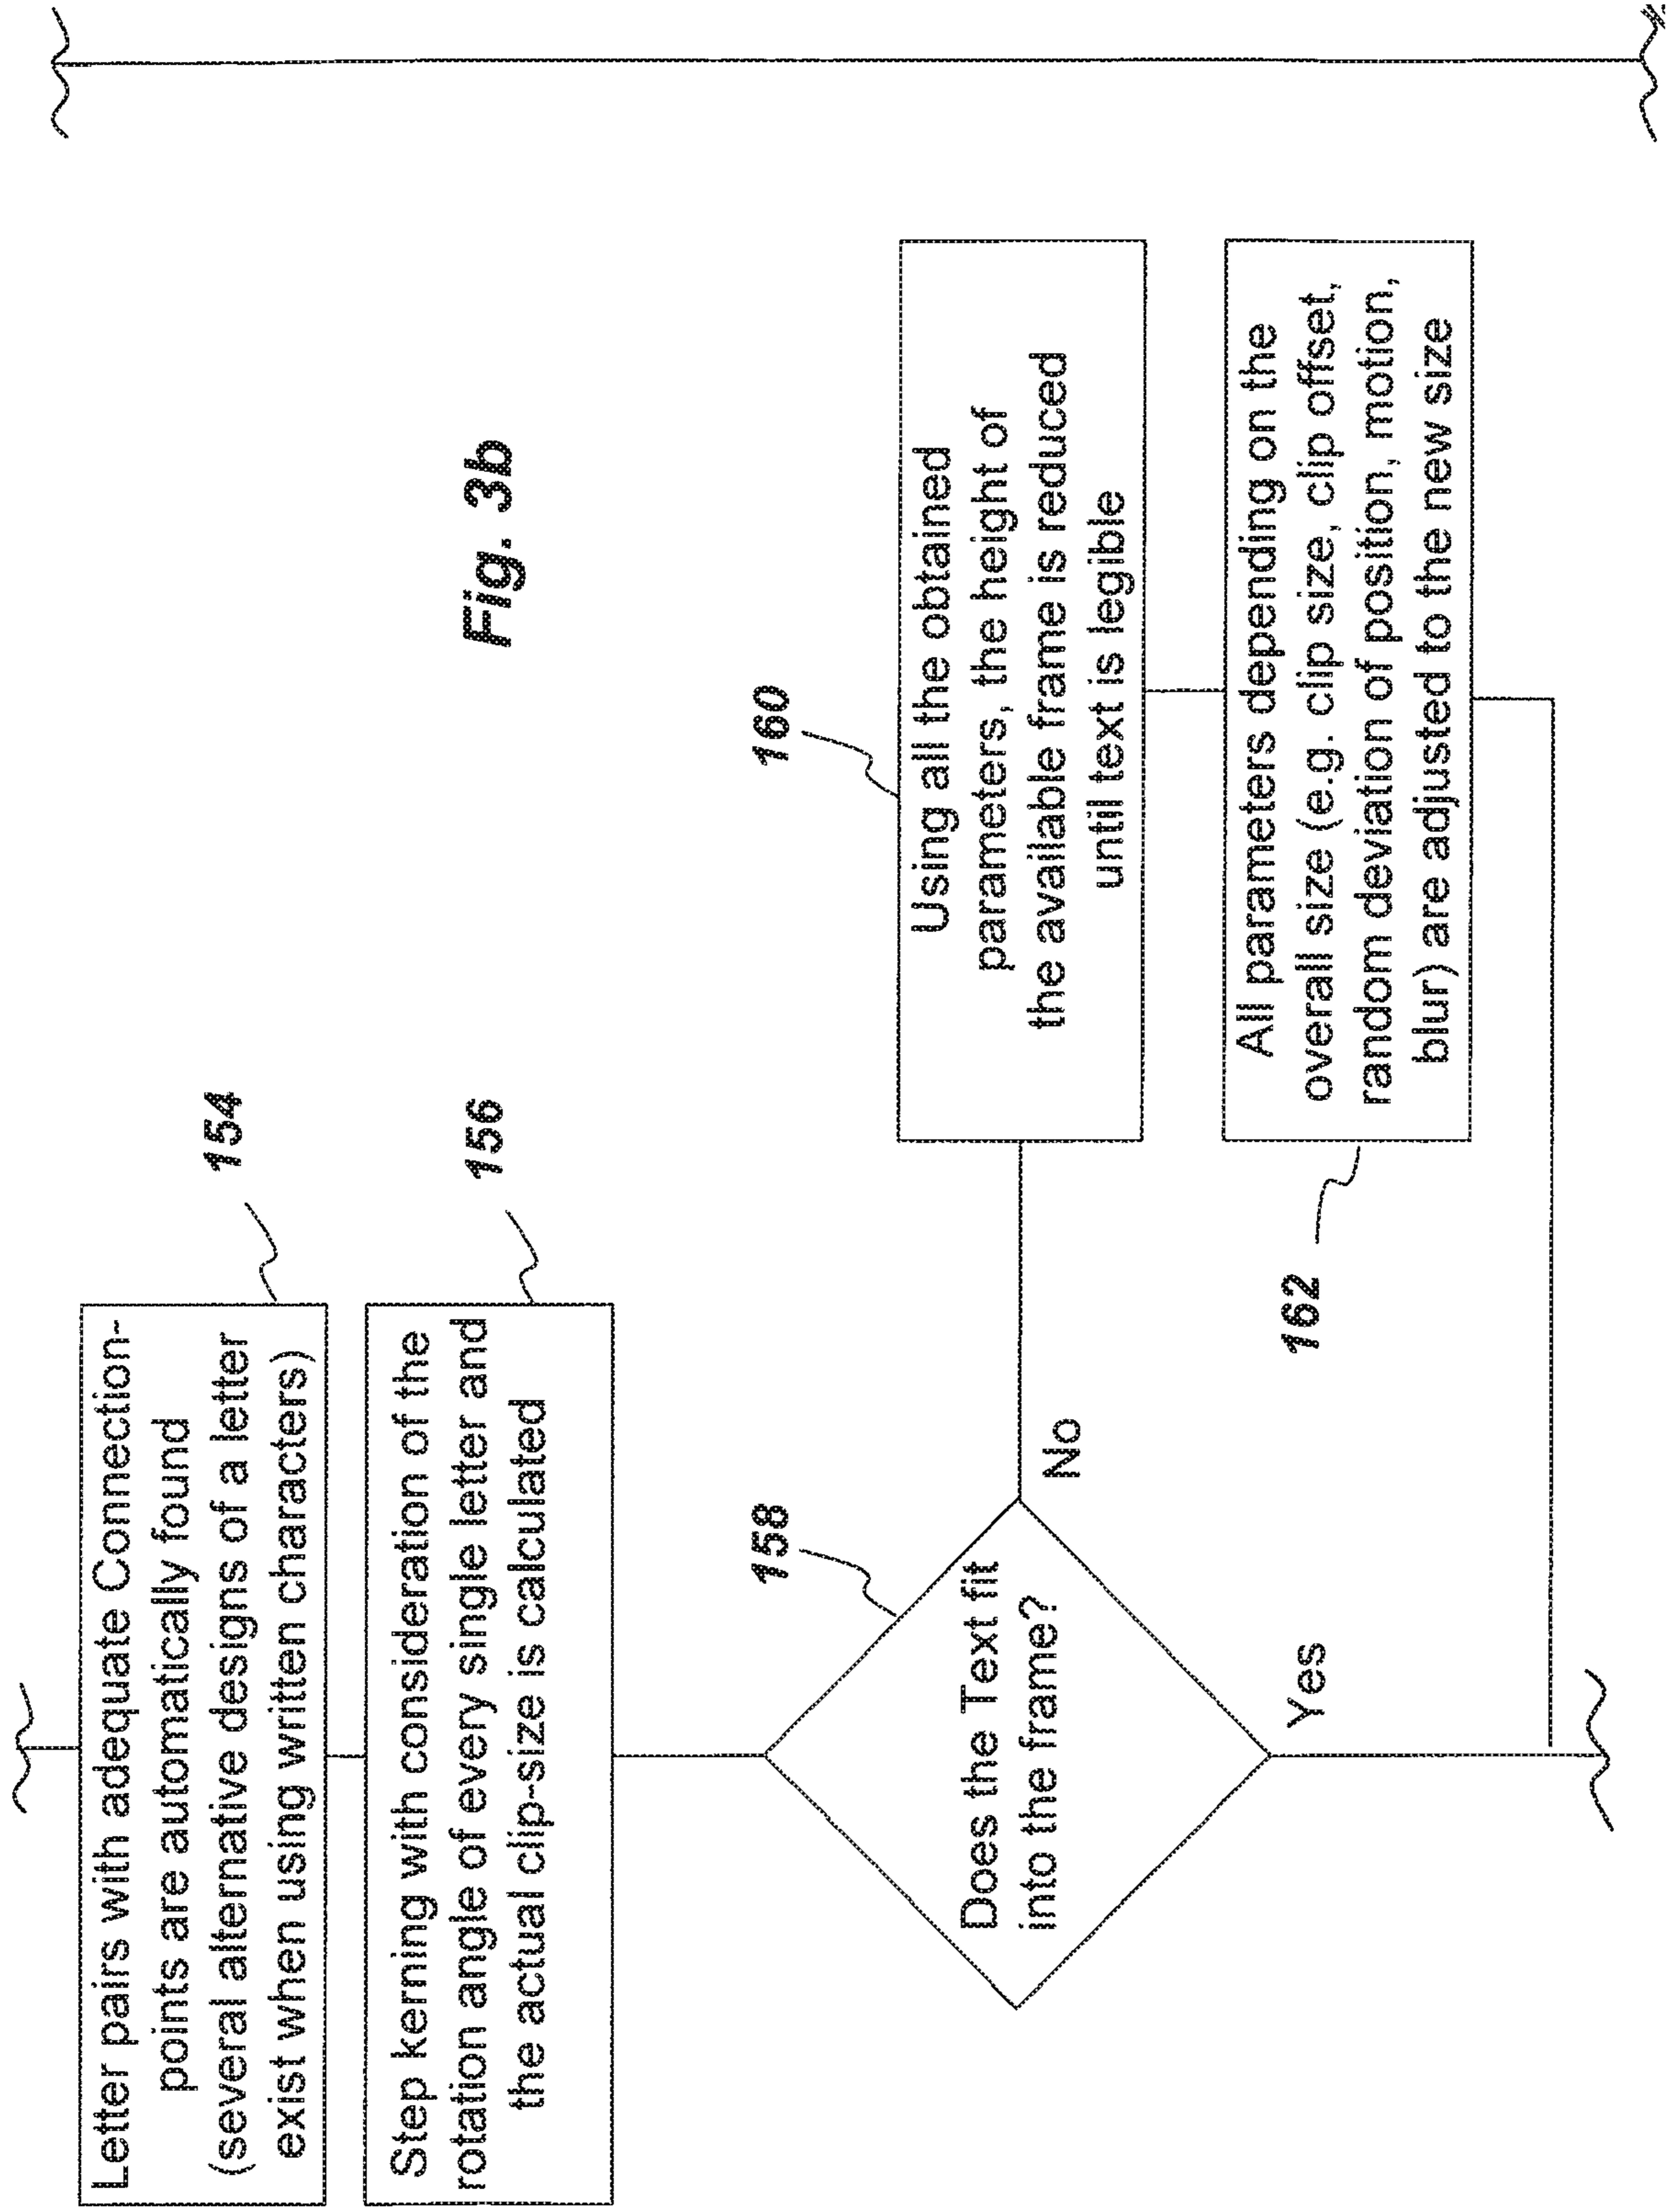 Letter pairs with adequate Connection-
points are automatically found
(several alternative designs of a letter
exist when using written characters)
154
Step kerning with consideration of the
rotation angle of every single letter and
the actual clip-size is calculated
156
Fig. 3b
158
Does the Text fit
into the frame?
No
Yes
160
Using all the obtained
parameters, the height of
the available frame is reduced
until text is legible
All parameters depending on the
overall size (e.g. clip size, clip offset,
random deviation of position, motion,
blur) are adjusted to the new size
162